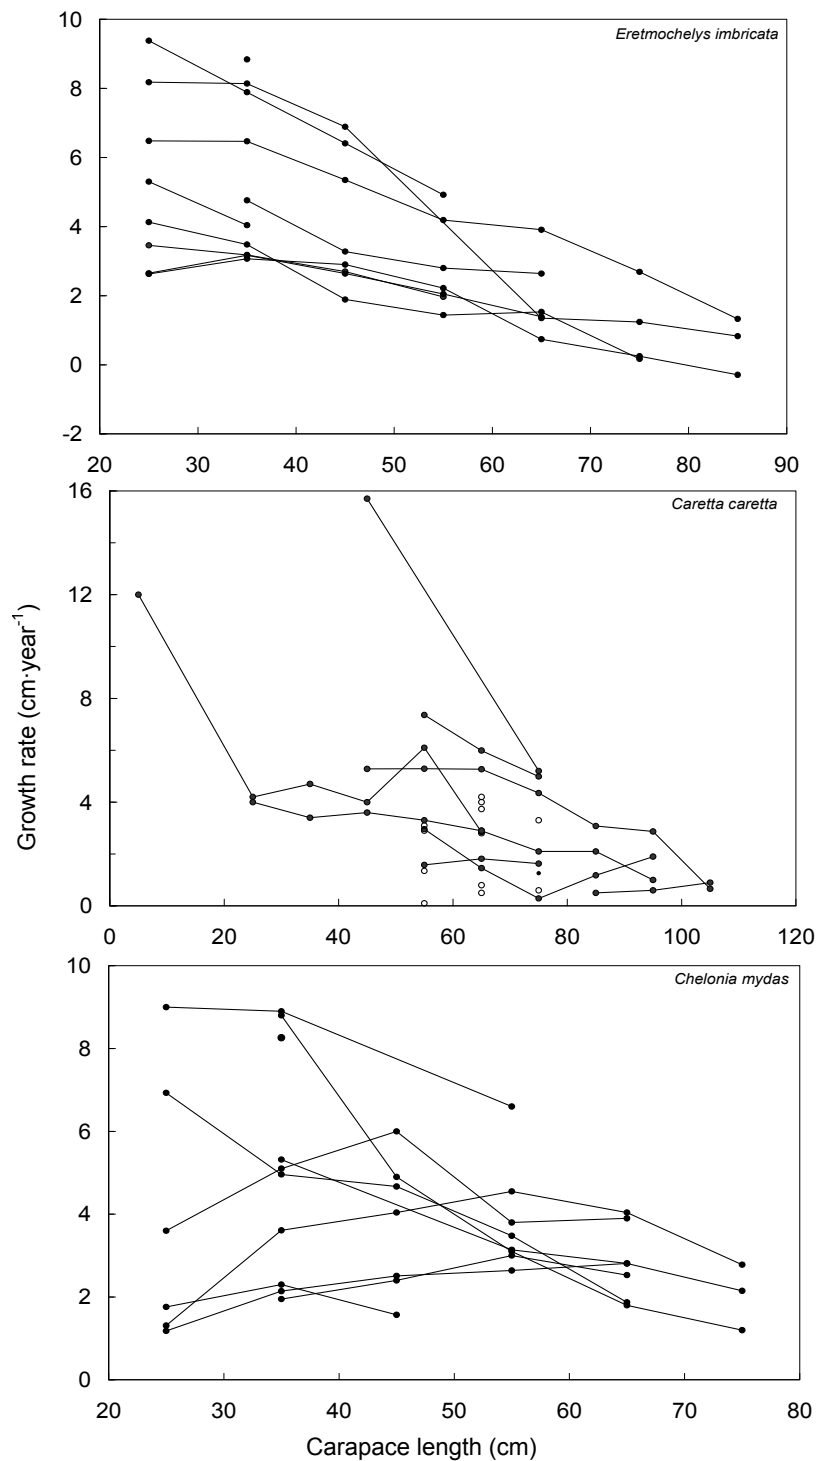 Eretmochelys imbricata
10
8
6
4
2
0
-2
20 30 40 50 60 70 80 90
Caretta caretta
16
12
8
4
0
0 20 40 60 80 100 120
Growth rate (cm·year-1)
Chelonia mydas
10
8
6
4
2
0
20 30 40 50 60 70 80
Carapace length (cm)